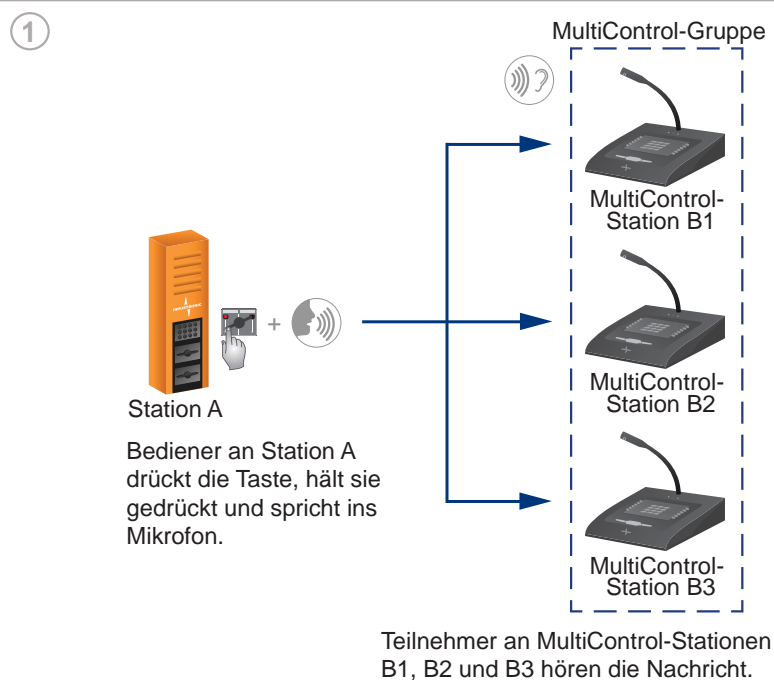 1
MultiControl-Gruppe
MultiControl-
Station B1
MultiControl-
Station B2
MultiControl-
Station B3
+
Station A
Bediener an Station A
drückt die Taste, hält sie
gedrückt und spricht ins
Mikrofon.
Teilnehmer an MultiControl-Stationen
B1, B2 und B3 hören die Nachricht.